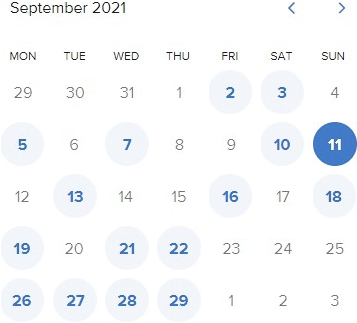 September 2021
MON TUE WED THU FRI SAT SUN
29 30 31 1 2 3 4
5 6 7 8 9 10 11
12 13 14 15 16 17 18
19 20 21 22 23 24 25
26 27 28 29 1 2 3